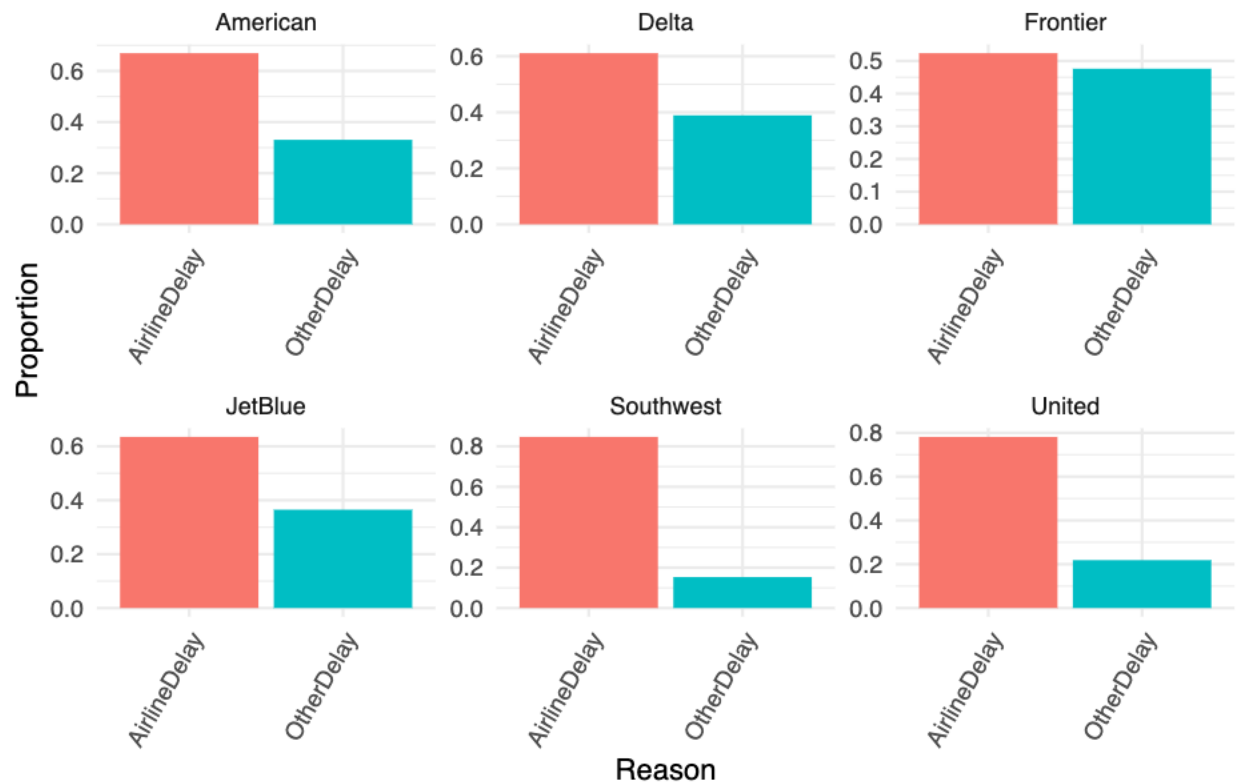 American
Delta
Frontier
0.6
0.4
0.2
0.0
0.6
0.4
0.2
0.0
0.5
0.4
0.3
0.2
0.1
0.0
AirlineDelay
OtherDelay
AirlineDelay
OtherDelay
AirlineDelay
OtherDelay
Proportion
JetBlue
Southwest
United
0.6
0.4
0.2
0.0
0.8
0.6
0.4
0.2
0.0
0.8
0.6
0.4
0.2
0.0
AirlineDelay
OtherDelay
AirlineDelay
OtherDelay
AirlineDelay
OtherDelay
Reason